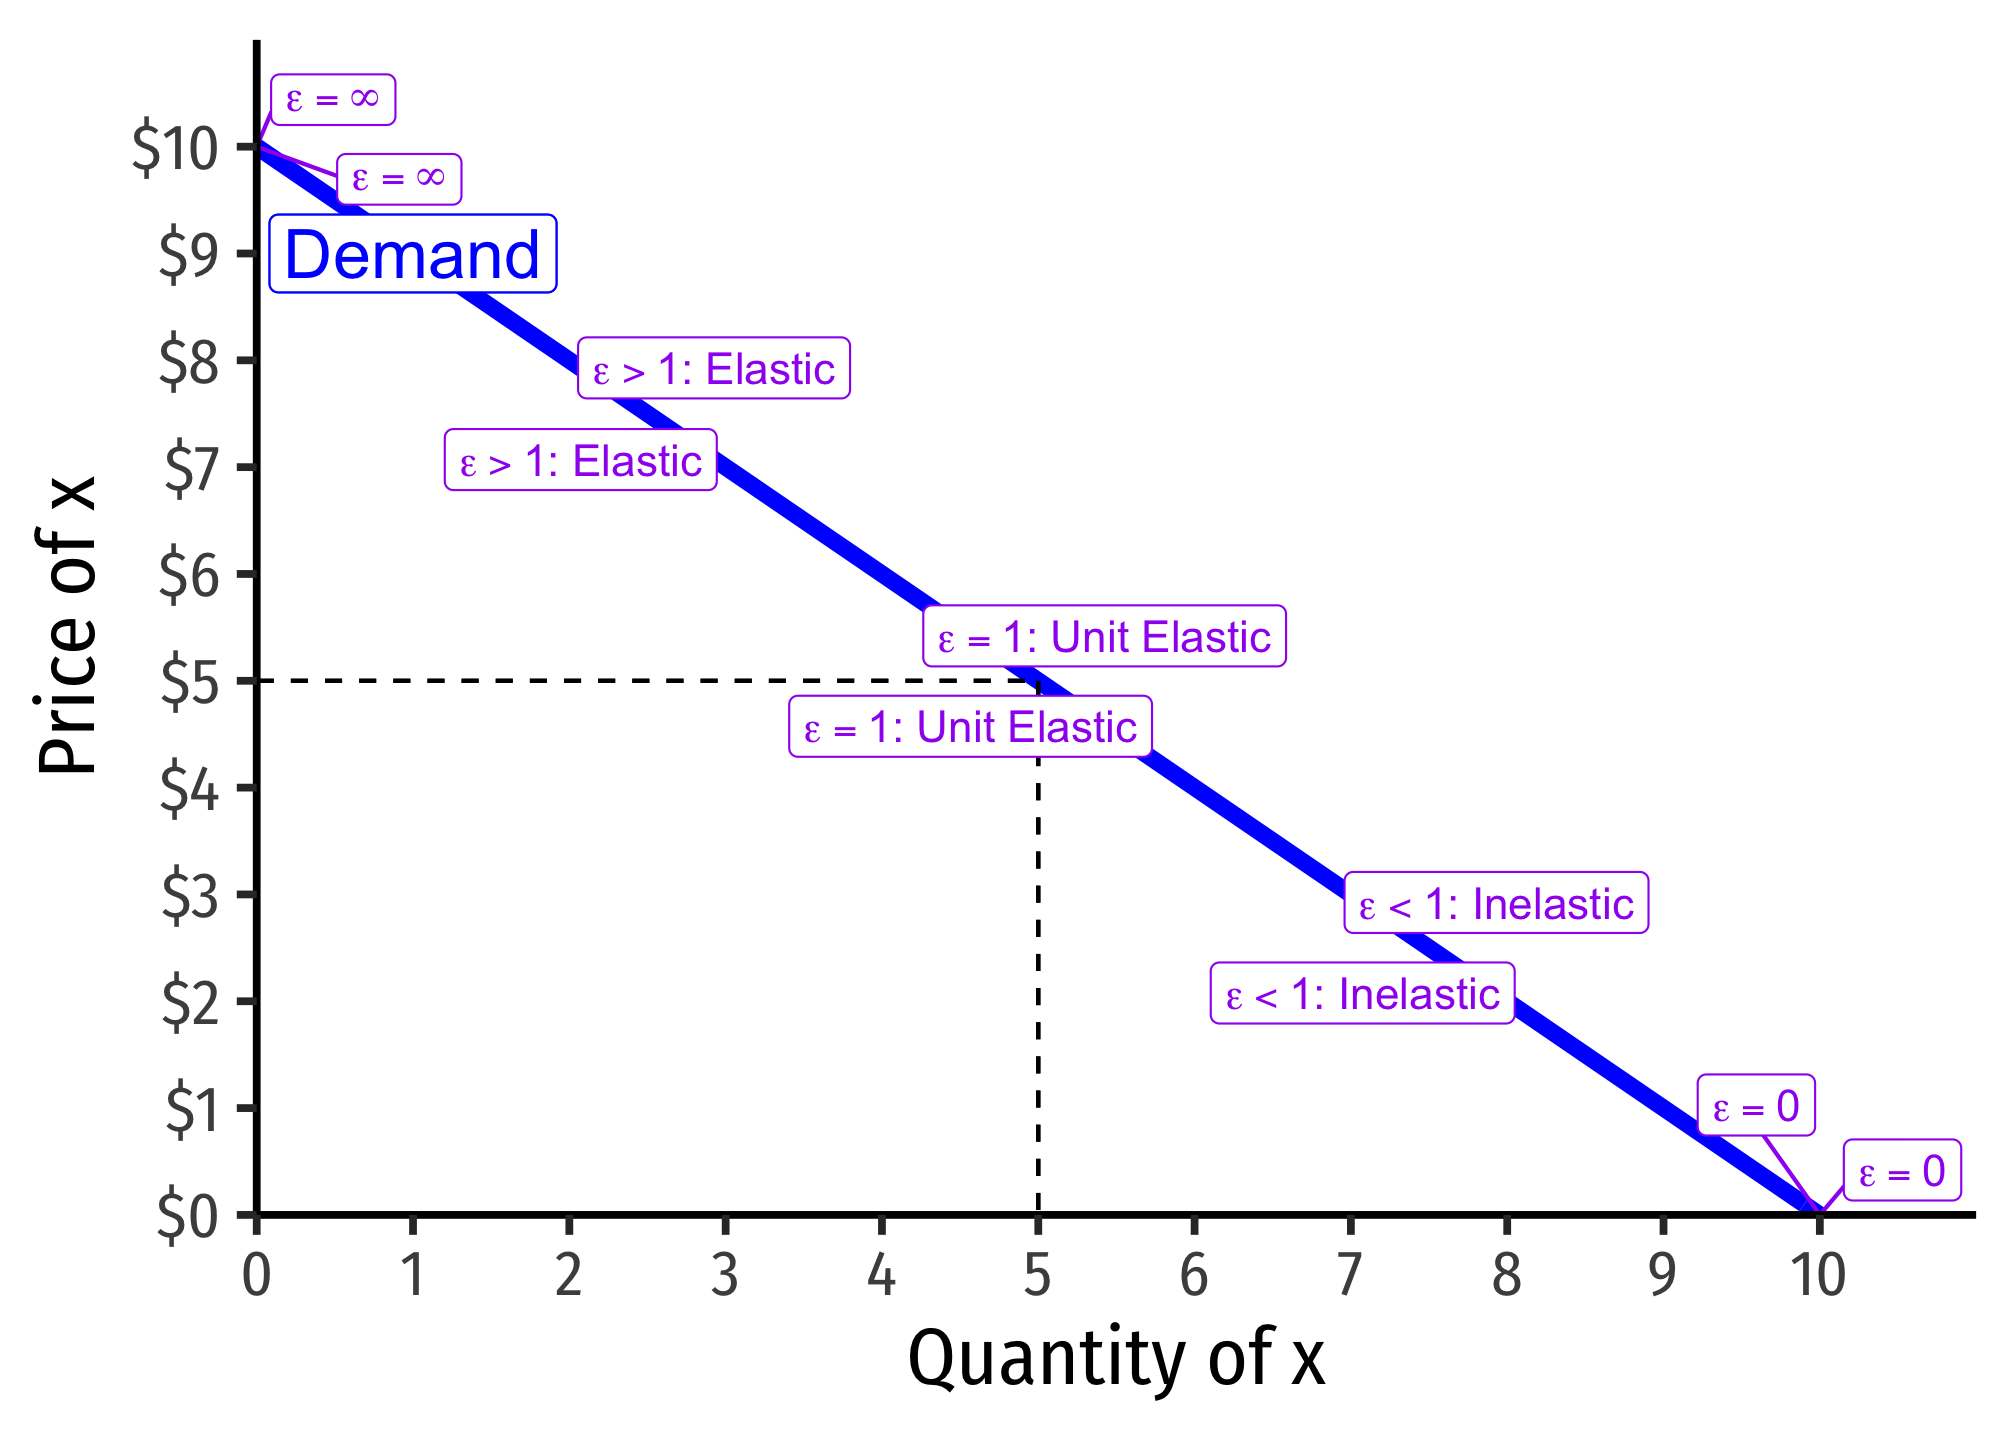 ε = ∞
$10
ε = ∞
$9
Demand
$8
ε > 1: Elastic
$7
ε > 1: Elastic
$6
ε = 1: Unit Elastic
$5
ε = 1: Unit Elastic
$4
$3
ε < 1: Inelastic
$2
ε < 1: Inelastic
$1
ε = 0
ε = 0
$0
Price of x
0 1 2 3 4 5 6 7 8 9 10
Quantity of x